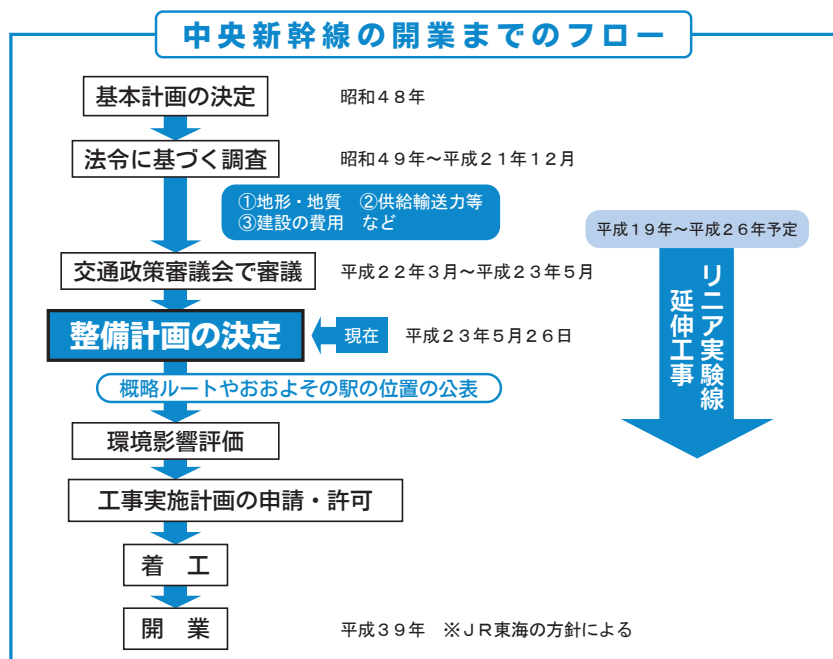 中央新幹線の開業までのフロー
基本計画の決定
昭和４８年
法令に基づく調査
昭和４９年～平成２１年１２月
①地形・地質　②供給輸送力等
③建設の費用　など
平成１９年～平成２６年予定
リニア実験線
延伸工事
交通政策審議会で審議
平成２２年３月～平成２３年５月
整備計画の決定
現在
平成２３年５月２６日
概略ルートやおおよその駅の位置の公表
環境影響評価
工事実施計画の申請・許可
着　工
開　業
平成３９年　※ＪＲ東海の方針による